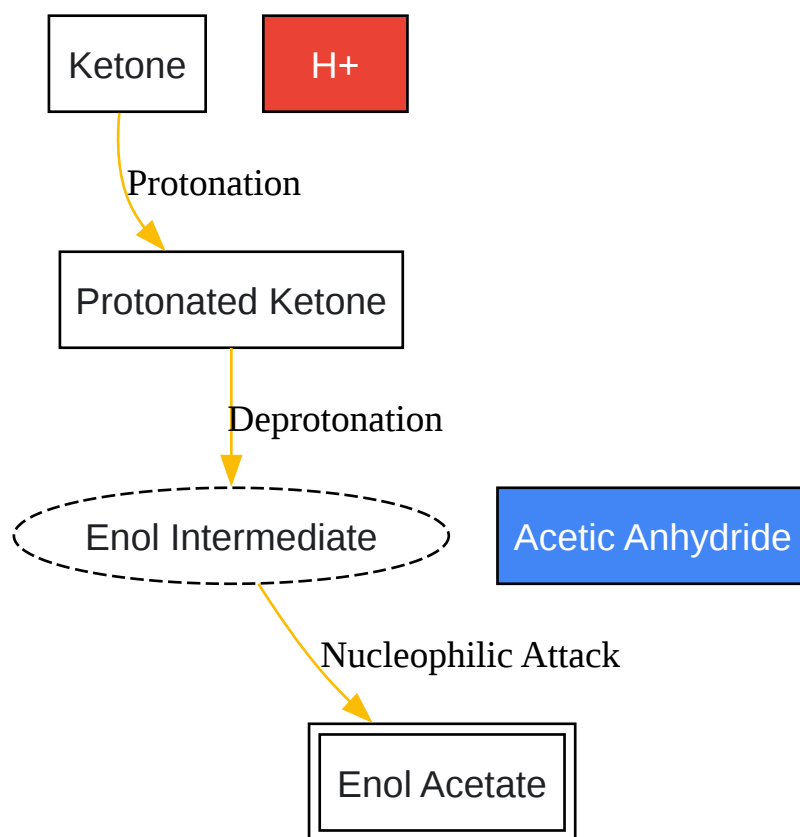 Ketone
H+
Protonation
Protonated Ketone
Deprotonation
Enol Intermediate
Acetic Anhydride
Nucleophilic Attack
Enol Acetate